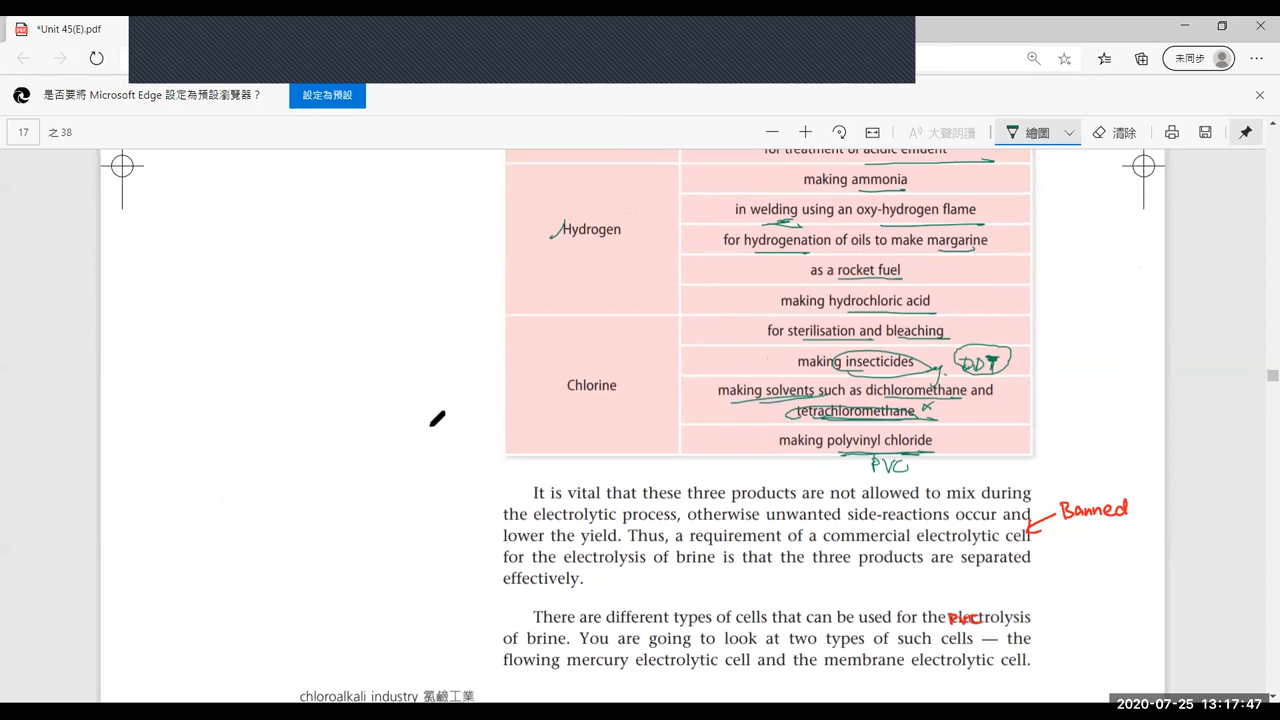 *Unit 45(E).pdf
未同步
是否要將 Microsoft Edge 設定為預設瀏覽器？
設定為預設
17 之 38
大聲朗讀
繪圖
清除
for treatment of acidic effluent
making ammonia
in welding using an oxy-hydrogen flame
Hydrogen
for hydrogenation of oils to make margarine
as a rocket fuel
making hydrochloric acid
for sterilisation and bleaching
making insecticides DDT
Chlorine
making solvents such as dichloromethane and
tetrachloromethane
making polyvinyl chloride
PVC
It is vital that these three products are not allowed to mix during
the electrolytic process, otherwise unwanted side-reactions occur and
Banned
lower the yield. Thus, a requirement of a commercial electrolytic cell
for the electrolysis of brine is that the three products are separated
effectively.
There are different types of cells that can be used for the electrolysis
PVC
of brine. You are going to look at two types of such cells — the
flowing mercury electrolytic cell and the membrane electrolytic cell.
chloroalkali industry 氯鹼工業
2020-07-25 13:17:47